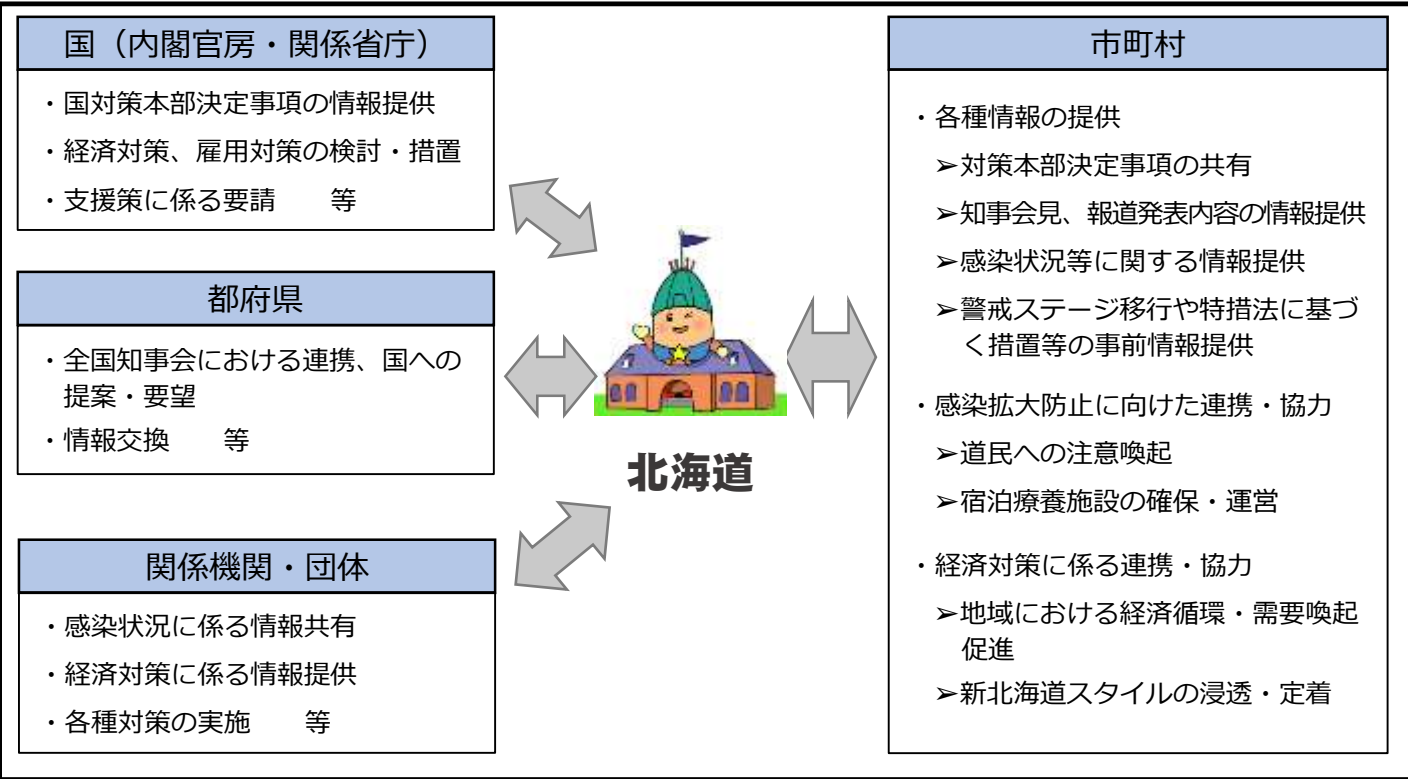 国（内閣官房・関係省庁）
・国対策本部決定事項の情報提供
・経済対策、雇用対策の検討・措置
・支援策に係る要請　　等
都府県
・全国知事会における連携、国への
提案・要望
・情報交換　　等
関係機関・団体
・感染状況に係る情報共有
・経済対策に係る情報提供
・各種対策の実施　　等
北海道
市町村
・各種情報の提供
➢対策本部決定事項の共有
➢知事会見、報道発表内容の情報提供
➢感染状況等に関する情報提供
➢警戒ステージ移行や特措法に基づ
く措置等の事前情報提供
・感染拡大防止に向けた連携・協力
➢道民への注意喚起
➢宿泊療養施設の確保・運営
・経済対策に係る連携・協力
➢地域における経済循環・需要喚起
促進
➢新北海道スタイルの浸透・定着